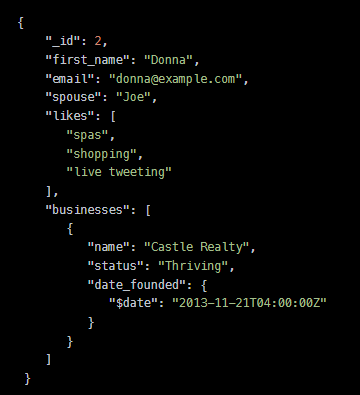 {
"_id": 2,
"first_name": "Donna",
"email": "donna@example.com",
"spouse": "Joe",
"likes": [
"spas",
"shopping",
"live tweeting"
],
"businesses": [
{
"name": "Castle Realty",
"status": "Thriving",
"date_founded": {
"$date": "2013-11-21T04:00:00Z"
}
}
]
}